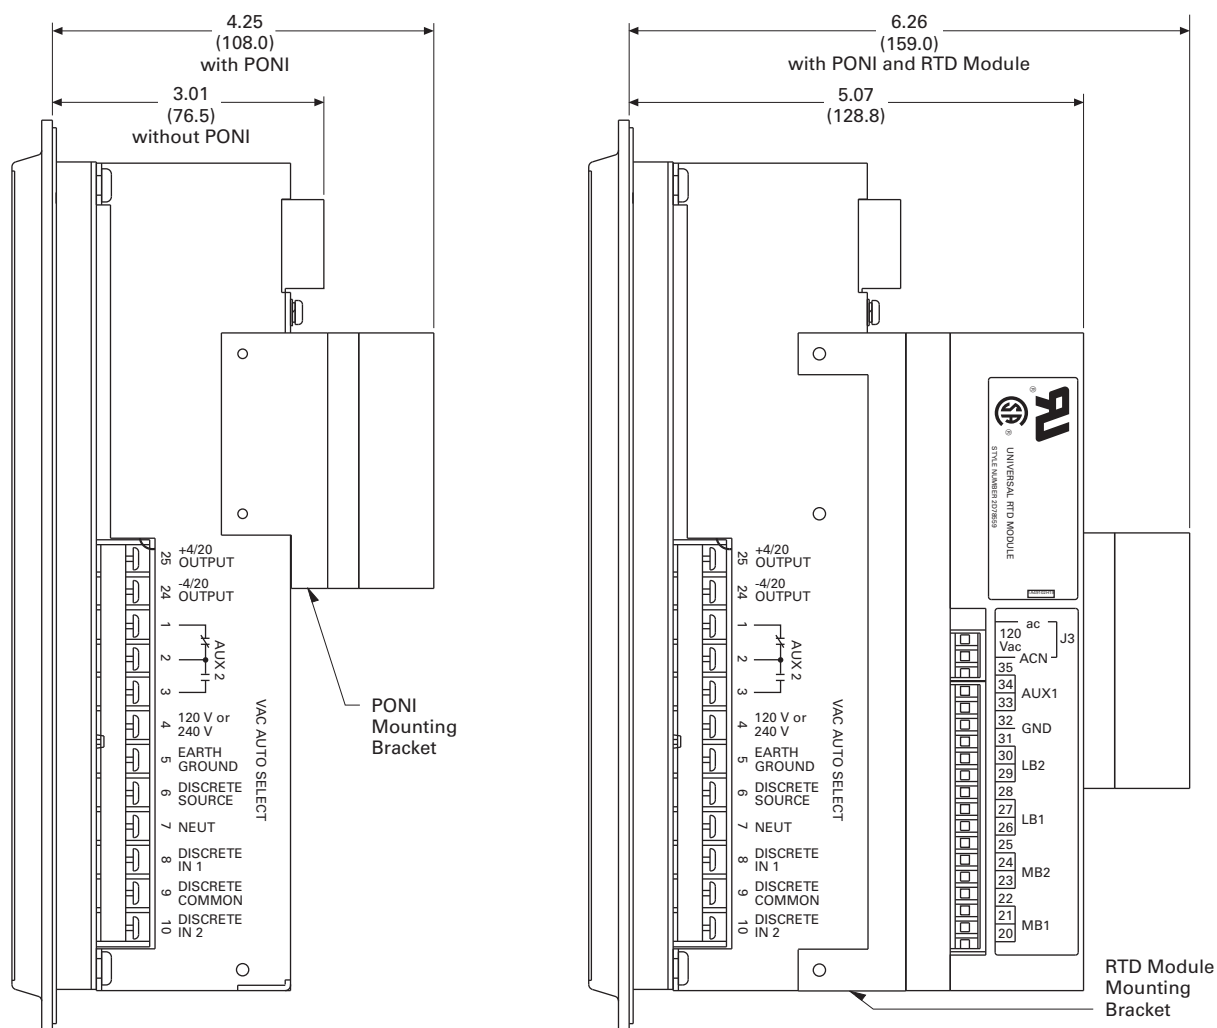 4.25
(108.0)
with PONI
3.01
(76.5)
without PONI
25
+4/20
OUTPUT
24
-4/20
OUTPUT
1
2
3
AUX 2
4
120 V or
240 V
5
EARTH
GROUND
6
DISCRETE
SOURCE
7
NEUT
8
DISCRETE
IN 1
9
DISCRETE
COMMON
10
DISCRETE
IN 2
VAC AUTO SELECT
PONI
Mounting
Bracket
6.26
(159.0)
with PONI and RTD Module
5.07
(128.8)
25
+4/20
OUTPUT
24
-4/20
OUTPUT
1
2
3
AUX 2
4
120 V or
240 V
5
EARTH
GROUND
6
DISCRETE
SOURCE
7
NEUT
8
DISCRETE
IN 1
9
DISCRETE
COMMON
10
DISCRETE
IN 2
VAC AUTO SELECT
®
SA
®
UNIVERSAL RTD MODULE
STYLE NUMBER 2D78559
ac
120
Vac
J3
ACN
35
34
AUX1
33
32
GND
31
30
LB2
29
28
27
LB1
26
25
24
MB2
23
22
21
MB1
20
RTD Module
Mounting
Bracket